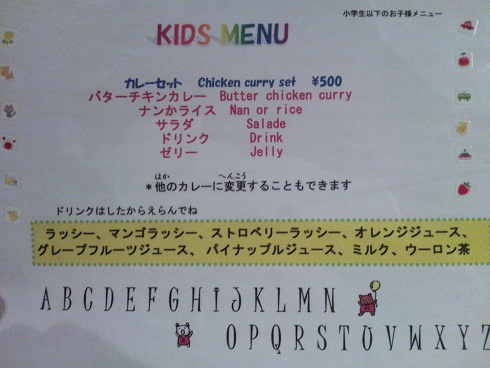 小学生以下のお子様メニュー
KIDS MENU
カレーセット Chicken curry set ¥500
バターチキンカレー Butter chicken curry
ナンかライス Nan or rice
サラダ Salade
ドリンク Drink
ゼリー Jelly
ほか へんこう
*他のカレーに変更することもできます
ドリンクはしたからえらんでね
ラッシー、マンゴラッシー、ストロベリーラッシー、オレンジジュース、
グレープフルーツジュース、パイナップルジュース、ミルク、ウーロン茶
ABCDEFGHIJKLMN
OPQRSTUVWXYZ